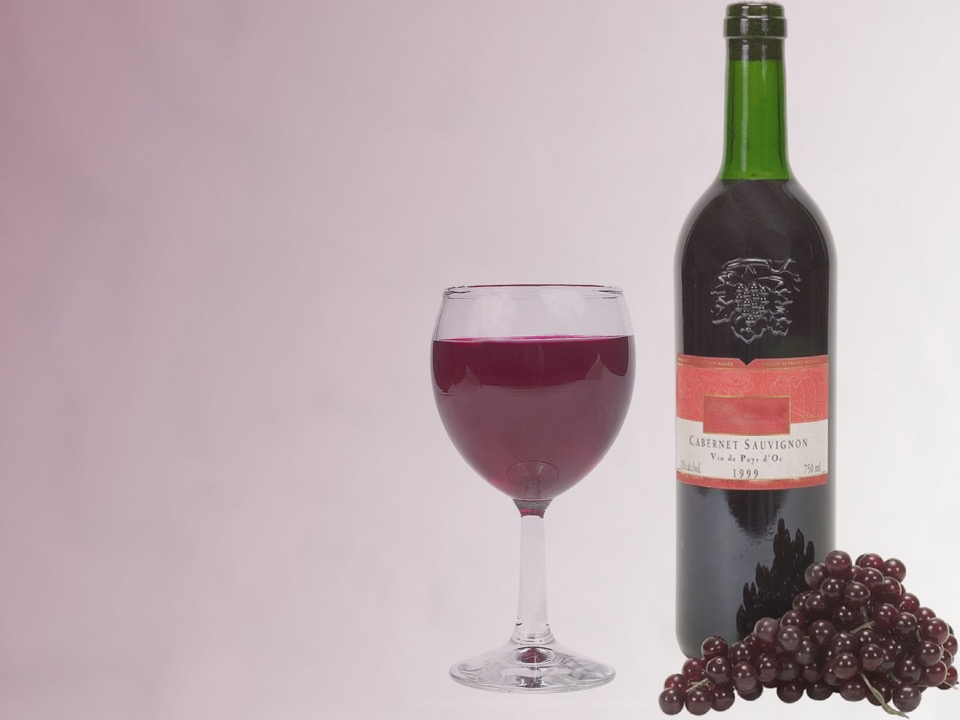 CABERNET SAUVIGNON
Vin de Pays d'Oc
1999
750 ml